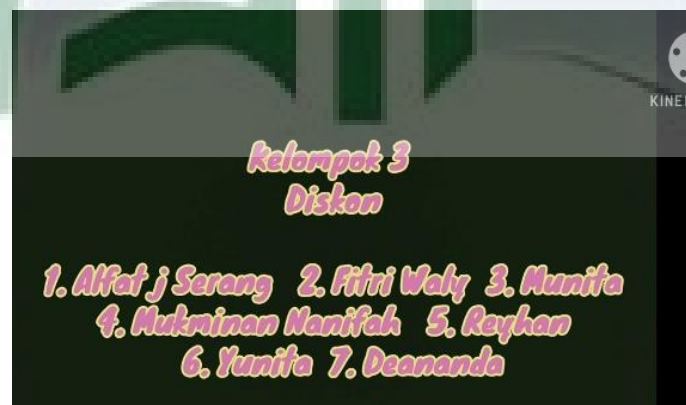 KINE
Kelompok 3
Diskon
1. Alfat j Serang 2. Fitri Waly 3. Munita
4. Mukminan Nanifah 5. Reyhan
6. Yunita 7. Deananda